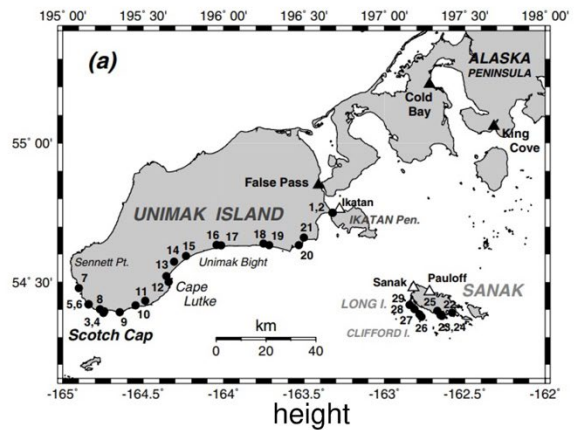 195° 00' 195° 30' 196° 00' 196° 30' 197° 00' 197° 30' 198° 00'
(a)
ALASKA
PENINSULA
Cold
Bay
King
Cove
55° 00'
False Pass
1,2
Ikatan
IKATAN Pen.
UNIMAK ISLAND
21
16 17 18 19
20
14 15
13
Sennett Pt.
Unimak Bight
54° 30'
7
12
Cape
Lutke
11
10
5,6
8
3,4
9
Scotch Cap
Sanak
Pauloff
SANAK
29
25
22
LONG I.
28
27
CLIFFORD I.
26
23,24
km
0 20 40
-165° -164.5° -164° -163.5° -163° -162.5° -162°
height